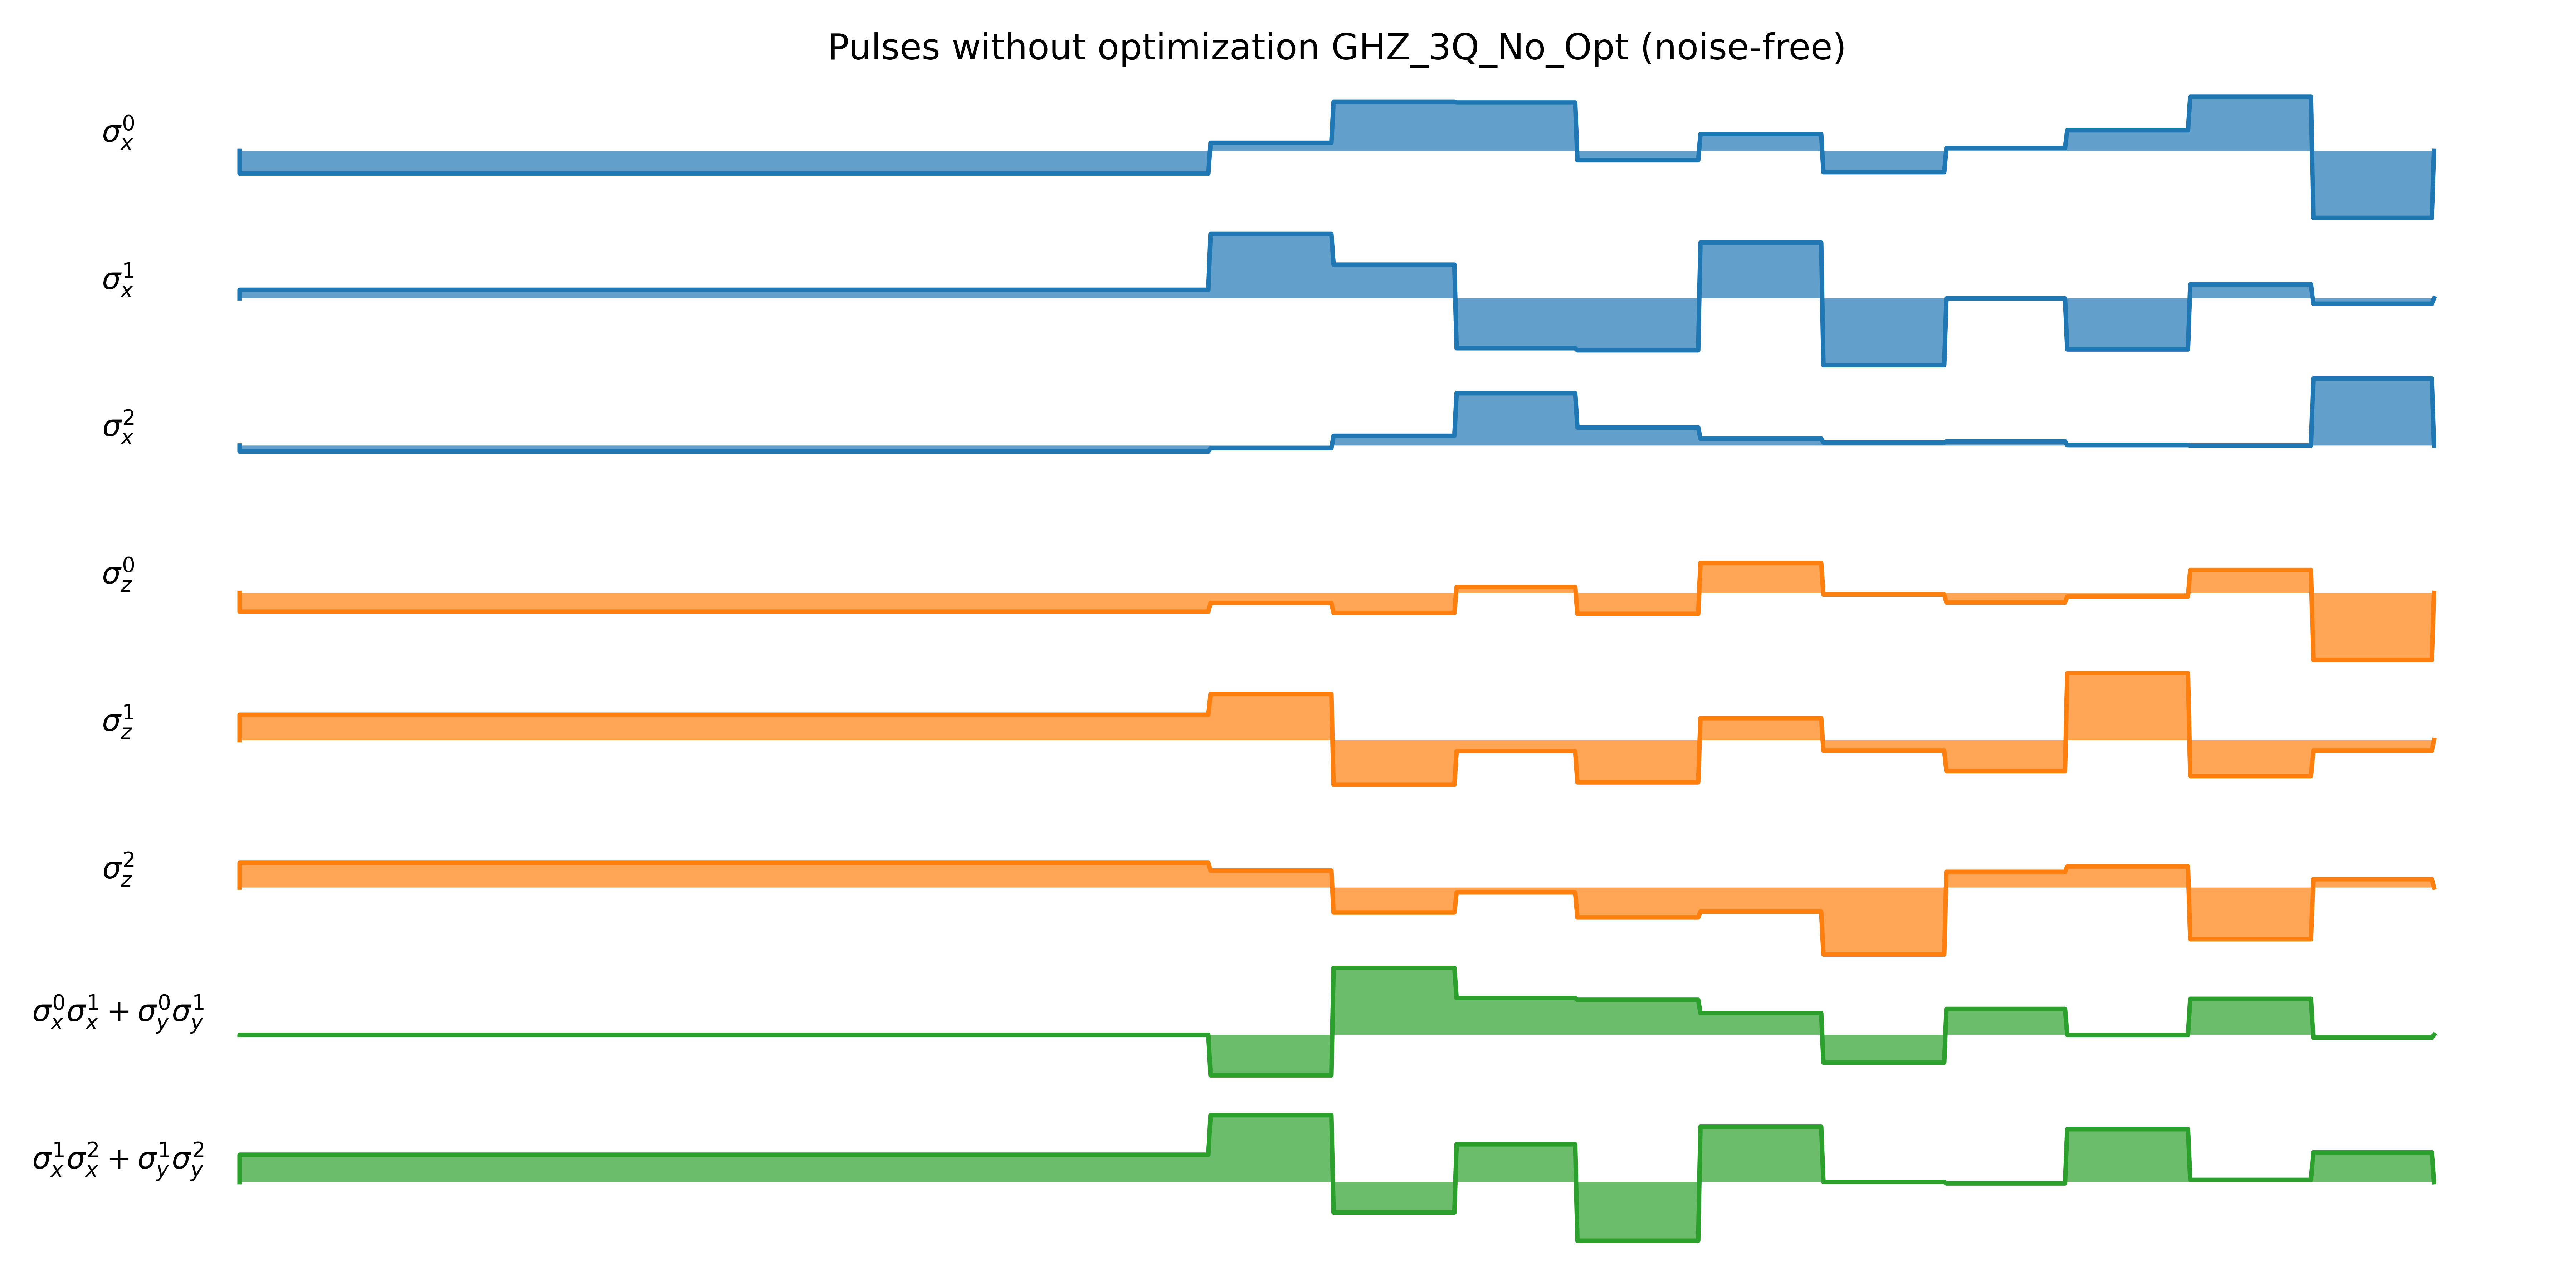 Pulses without optimization GHZ_3Q_No_Opt (noise-free)
σ_x^0
σ_x^1
σ_x^2
σ_z^0
σ_z^1
σ_z^2
σ_x^0σ_x^1 + σ_y^0σ_y^1
σ_x^1σ_x^2 + σ_y^1σ_y^2